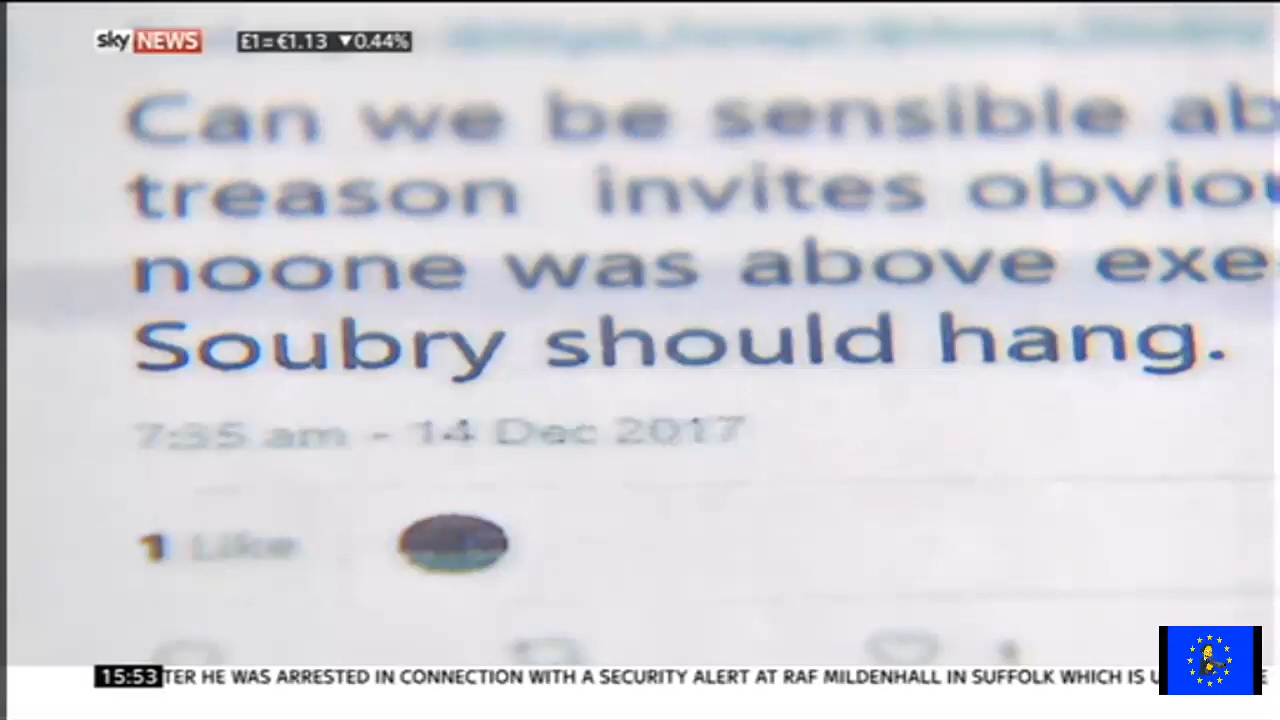 sky NEWS £1=€1.13 ▼0.44%
Can we be sensible ab
treason invites obviou
noone was above exe
Soubry should hang.
7:35 am - 14 Dec 2017
1 Like
15:53 TER HE WAS ARRESTED IN CONNECTION WITH A SECURITY ALERT AT RAF MILDENHALL IN SUFFOLK WHICH IS U